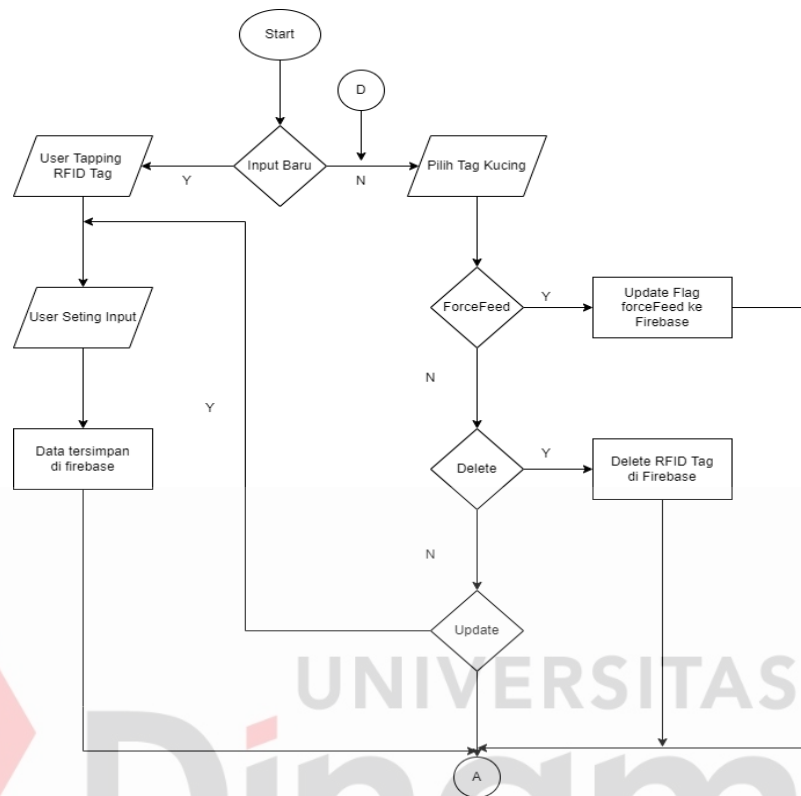 Start
D
User Tapping
RFID Tag
Y
Input Baru
N
Pilih Tag Kucing
User Seting Input
ForceFeed
Y
Update Flag
forceFeed ke
Firebase
N
Y
Data tersimpan
di firebase
Delete
Y
Delete RFID Tag
di Firebase
N
Update
UNIVERSITAS
A